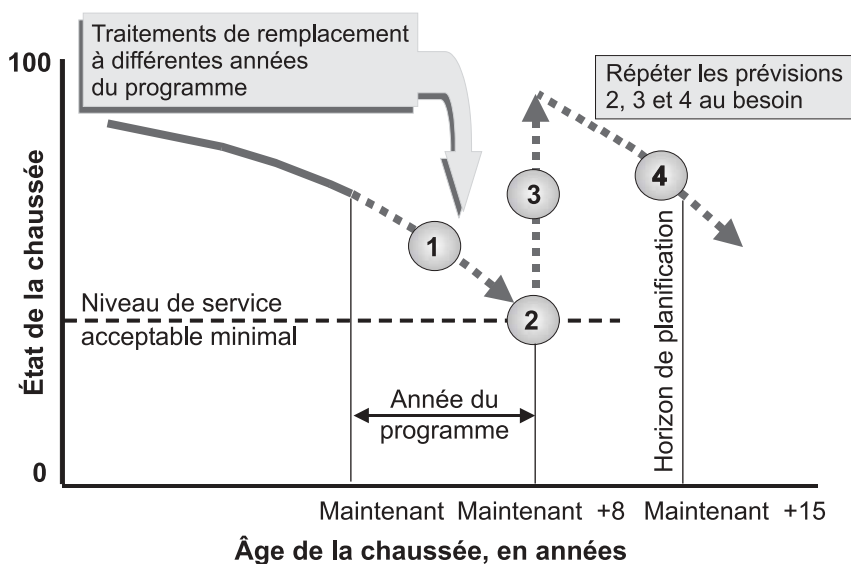 Traitements de remplacement
à différentes années
du programme
100
Répéter les prévisions
2, 3 et 4 au besoin
État de la chaussée
1
2
3
4
Niveau de service
acceptable minimal
Année du
programme
Horizon de planification
0
Maintenant Maintenant +8 Maintenant +15
Âge de la chaussée, en années